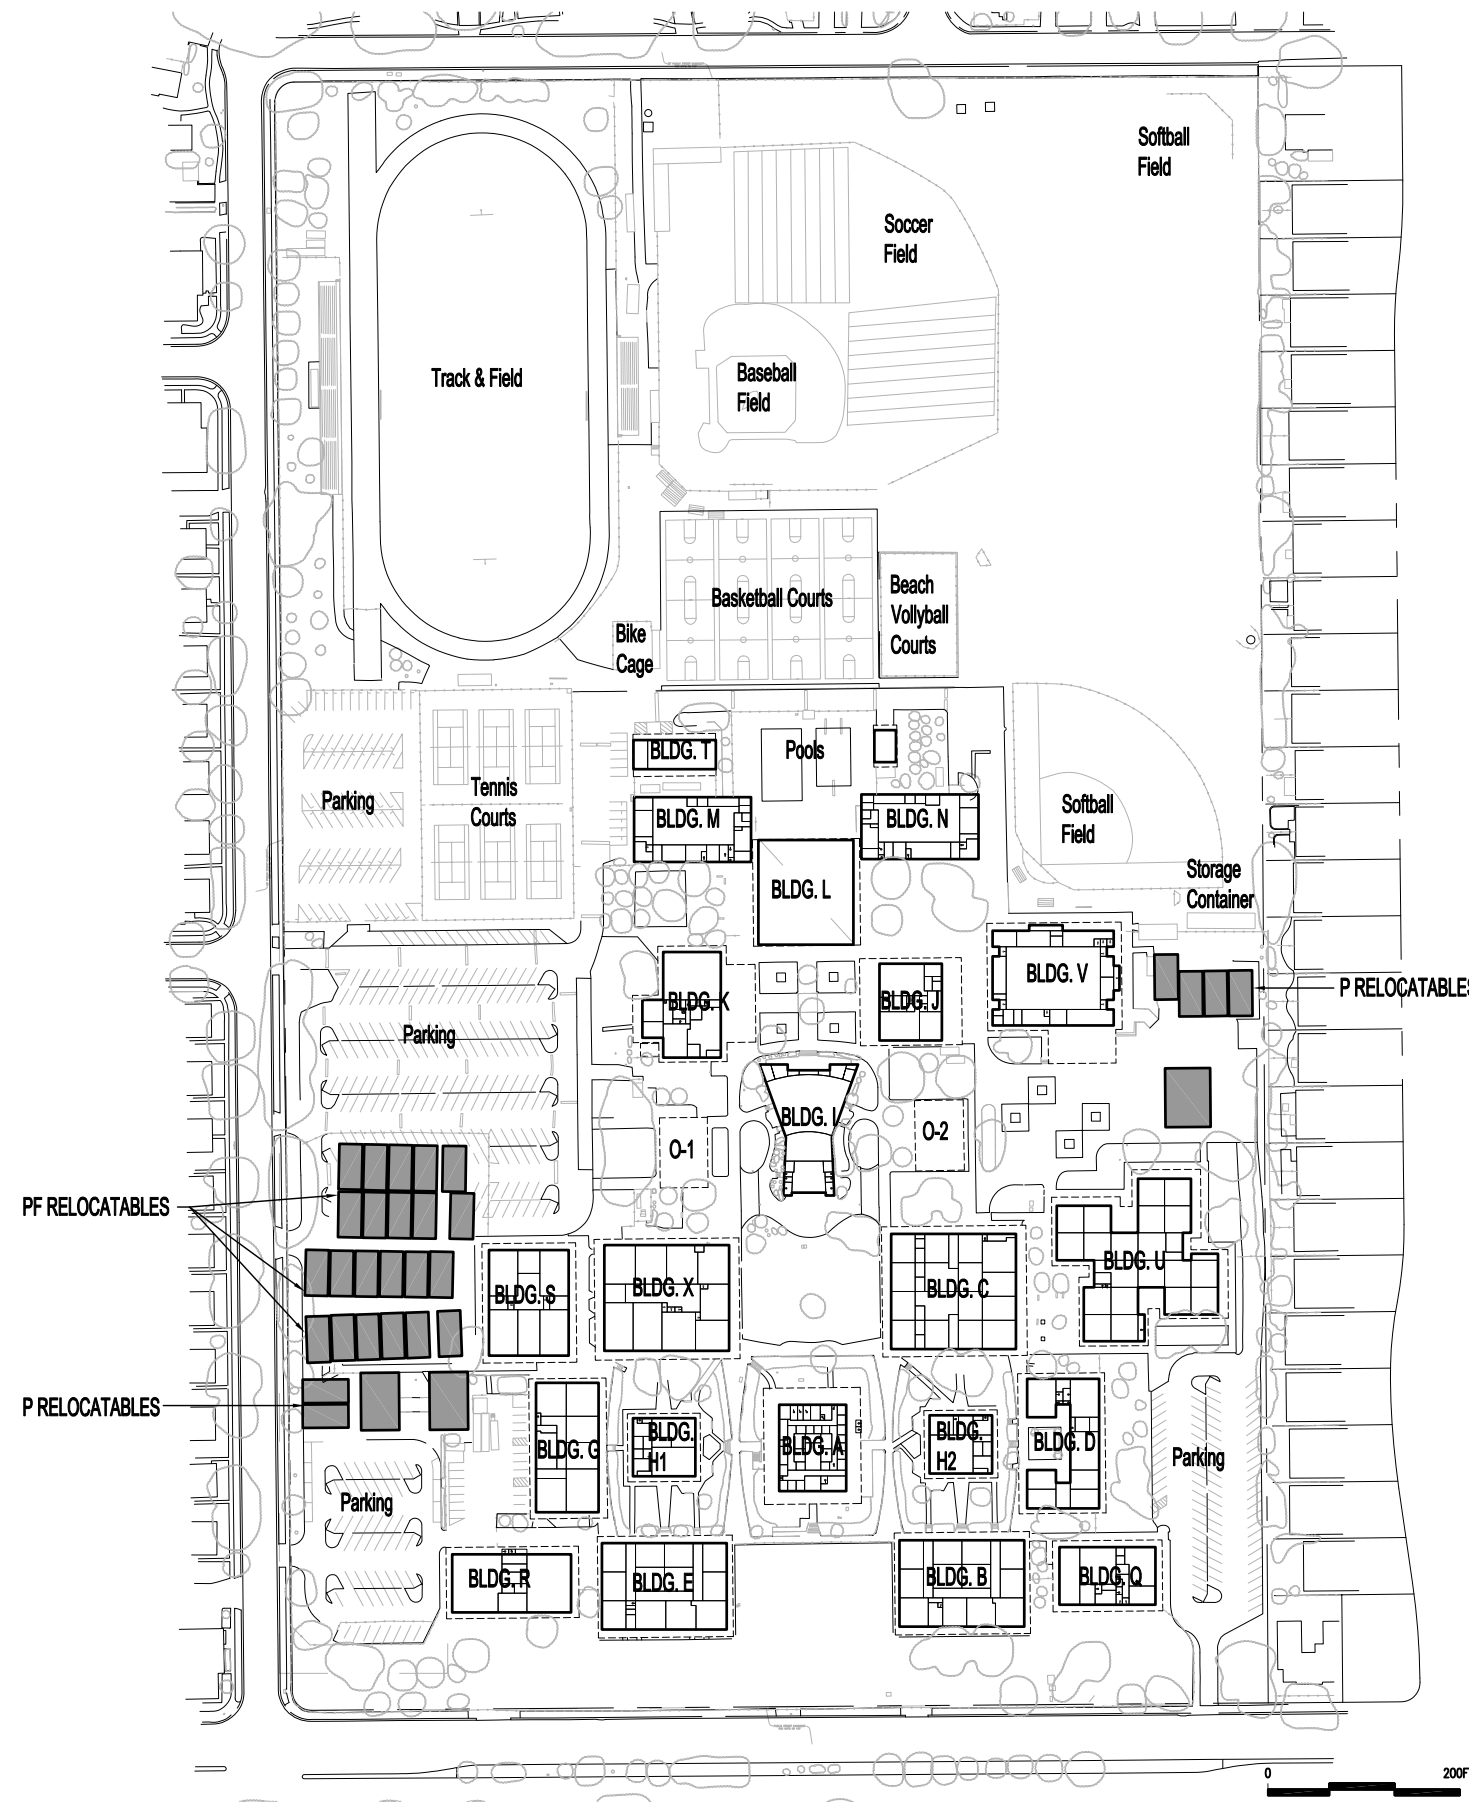 Softball
Field
Soccer
Field
Track & Field
Baseball
Field
Basketball Courts
Beach
Vollyball
Courts
Bike
Cage
BLDG. T
Pools
Parking
Tennis
Courts
BLDG. M
BLDG. N
Softball
Field
BLDG. L
Storage
Container
BLDG. K
BLDG. J
BLDG. V
P RELOCATABLES
Parking
BLDG. I
O-1
O-2
PF RELOCATABLES
BLDG. S
BLDG. X
BLDG. C
BLDG. U
P RELOCATABLES
BLDG. G
BLDG.
H1
BLDG. A
BLDG.
H2
BLDG. D
Parking
Parking
BLDG. R
BLDG. E
BLDG. B
BLDG. Q
0 200FT